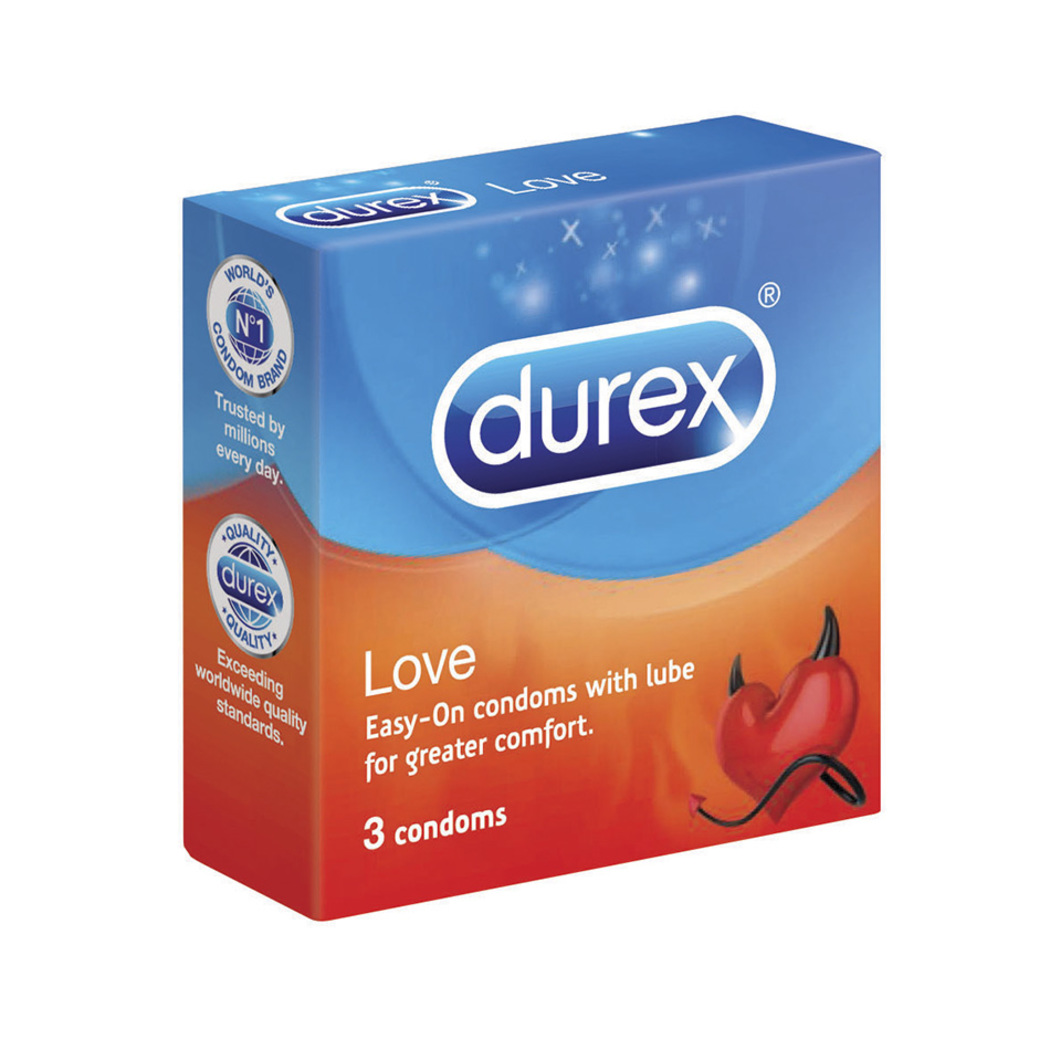 durex® Love
WORLD'S
N°1
CONDOM BRAND
Trusted by
millions
every day.
QUALITY
durex
QUALITY
Exceeding
worldwide quality
standards.
durex®
Love
Easy-On condoms with lube
for greater comfort.
3 condoms